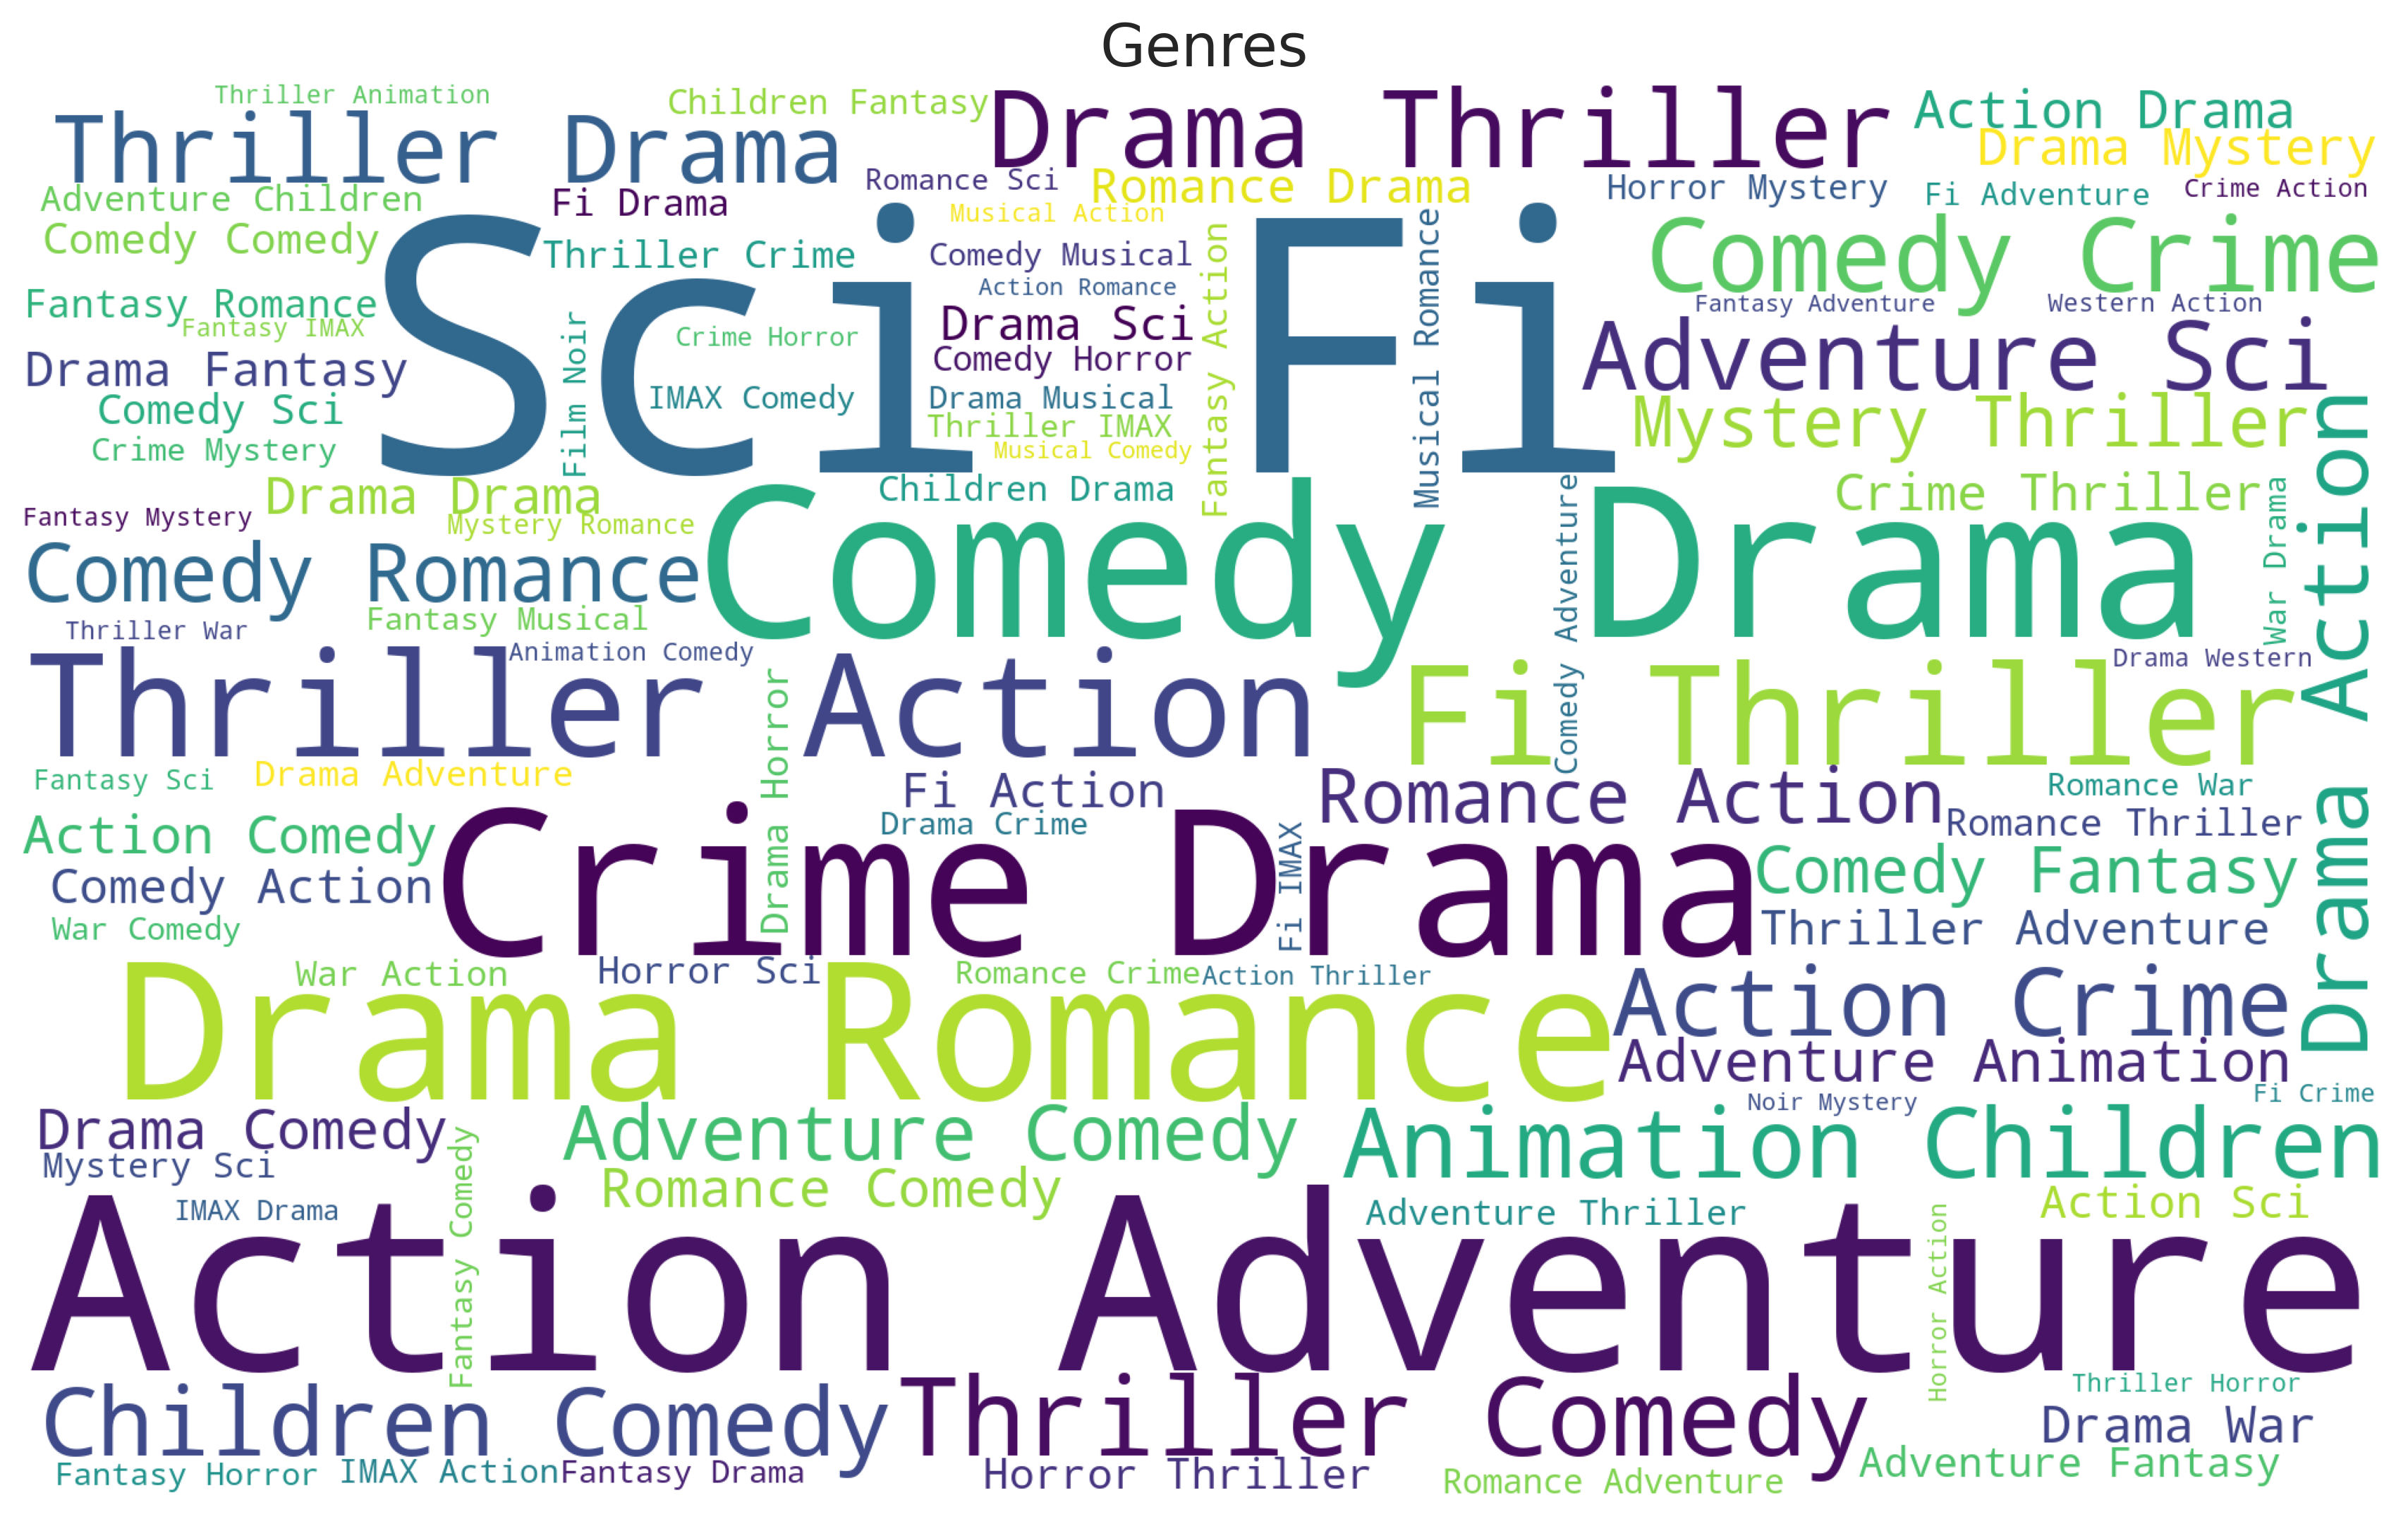 Genres
Thriller Animation
Children Fantasy
Drama Thriller
Action Drama
Thriller Drama
Drama Mystery
Romance Sci
Romance Drama
Horror Mystery
Fi Adventure
Crime Action
Adventure Children
Fi Drama
Musical Action
Comedy Comedy
Thriller Crime
Comedy Musical
Comedy Crime
Sci Fi
Fantasy Action
Musical Romance
Action Romance
Fantasy Romance
Fantasy IMAX
Fantasy Adventure
Western Action
Film Noir
Crime Horror
Drama Sci
Comedy Horror
Adventure Sci
Drama Fantasy
IMAX Comedy
Drama Musical
Comedy Sci
Thriller IMAX
Mystery Thriller
Crime Mystery
Musical Comedy
Drama Action
Drama Drama
Children Drama
Crime Thriller
Fantasy Mystery
Mystery Romance
Comedy Romance
Comedy Drama
Comedy Adventure
War Drama
Fantasy Musical
Thriller War
Animation Comedy
Drama Western
Thriller Action
Fi Thriller
Drama Horror
Fantasy Sci
Drama Adventure
Fi Action
Romance Action
Romance War
Action Comedy
Drama Crime
Romance Thriller
Crime Drama
Fi IMAX
Comedy Action
Comedy Fantasy
War Comedy
Thriller Adventure
War Action
Horror Sci
Romance Crime
Action Thriller
Drama Romance
Action Crime
Adventure Animation
Fi Crime
Noir Mystery
Drama Comedy
Adventure Comedy
Animation Children
Mystery Sci
Fantasy Comedy
Romance Comedy
IMAX Drama
Adventure Thriller
Action Sci
Action Adventure
Horror Action
Children Comedy
Thriller Comedy
Thriller Horror
Drama War
Fantasy Horror
IMAX Action
Fantasy Drama
Horror Thriller
Romance Adventure
Adventure Fantasy